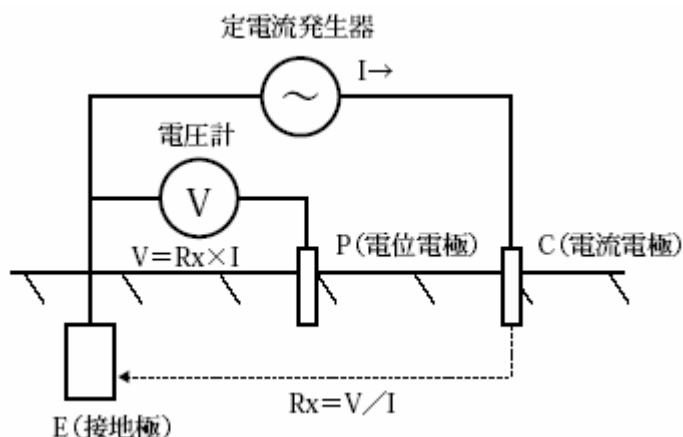 定電流発生器
I→
～
電圧計
V
V＝Rx×I
P（電位電極）
C（電流電極）
Rx＝V／I
E（接地極）